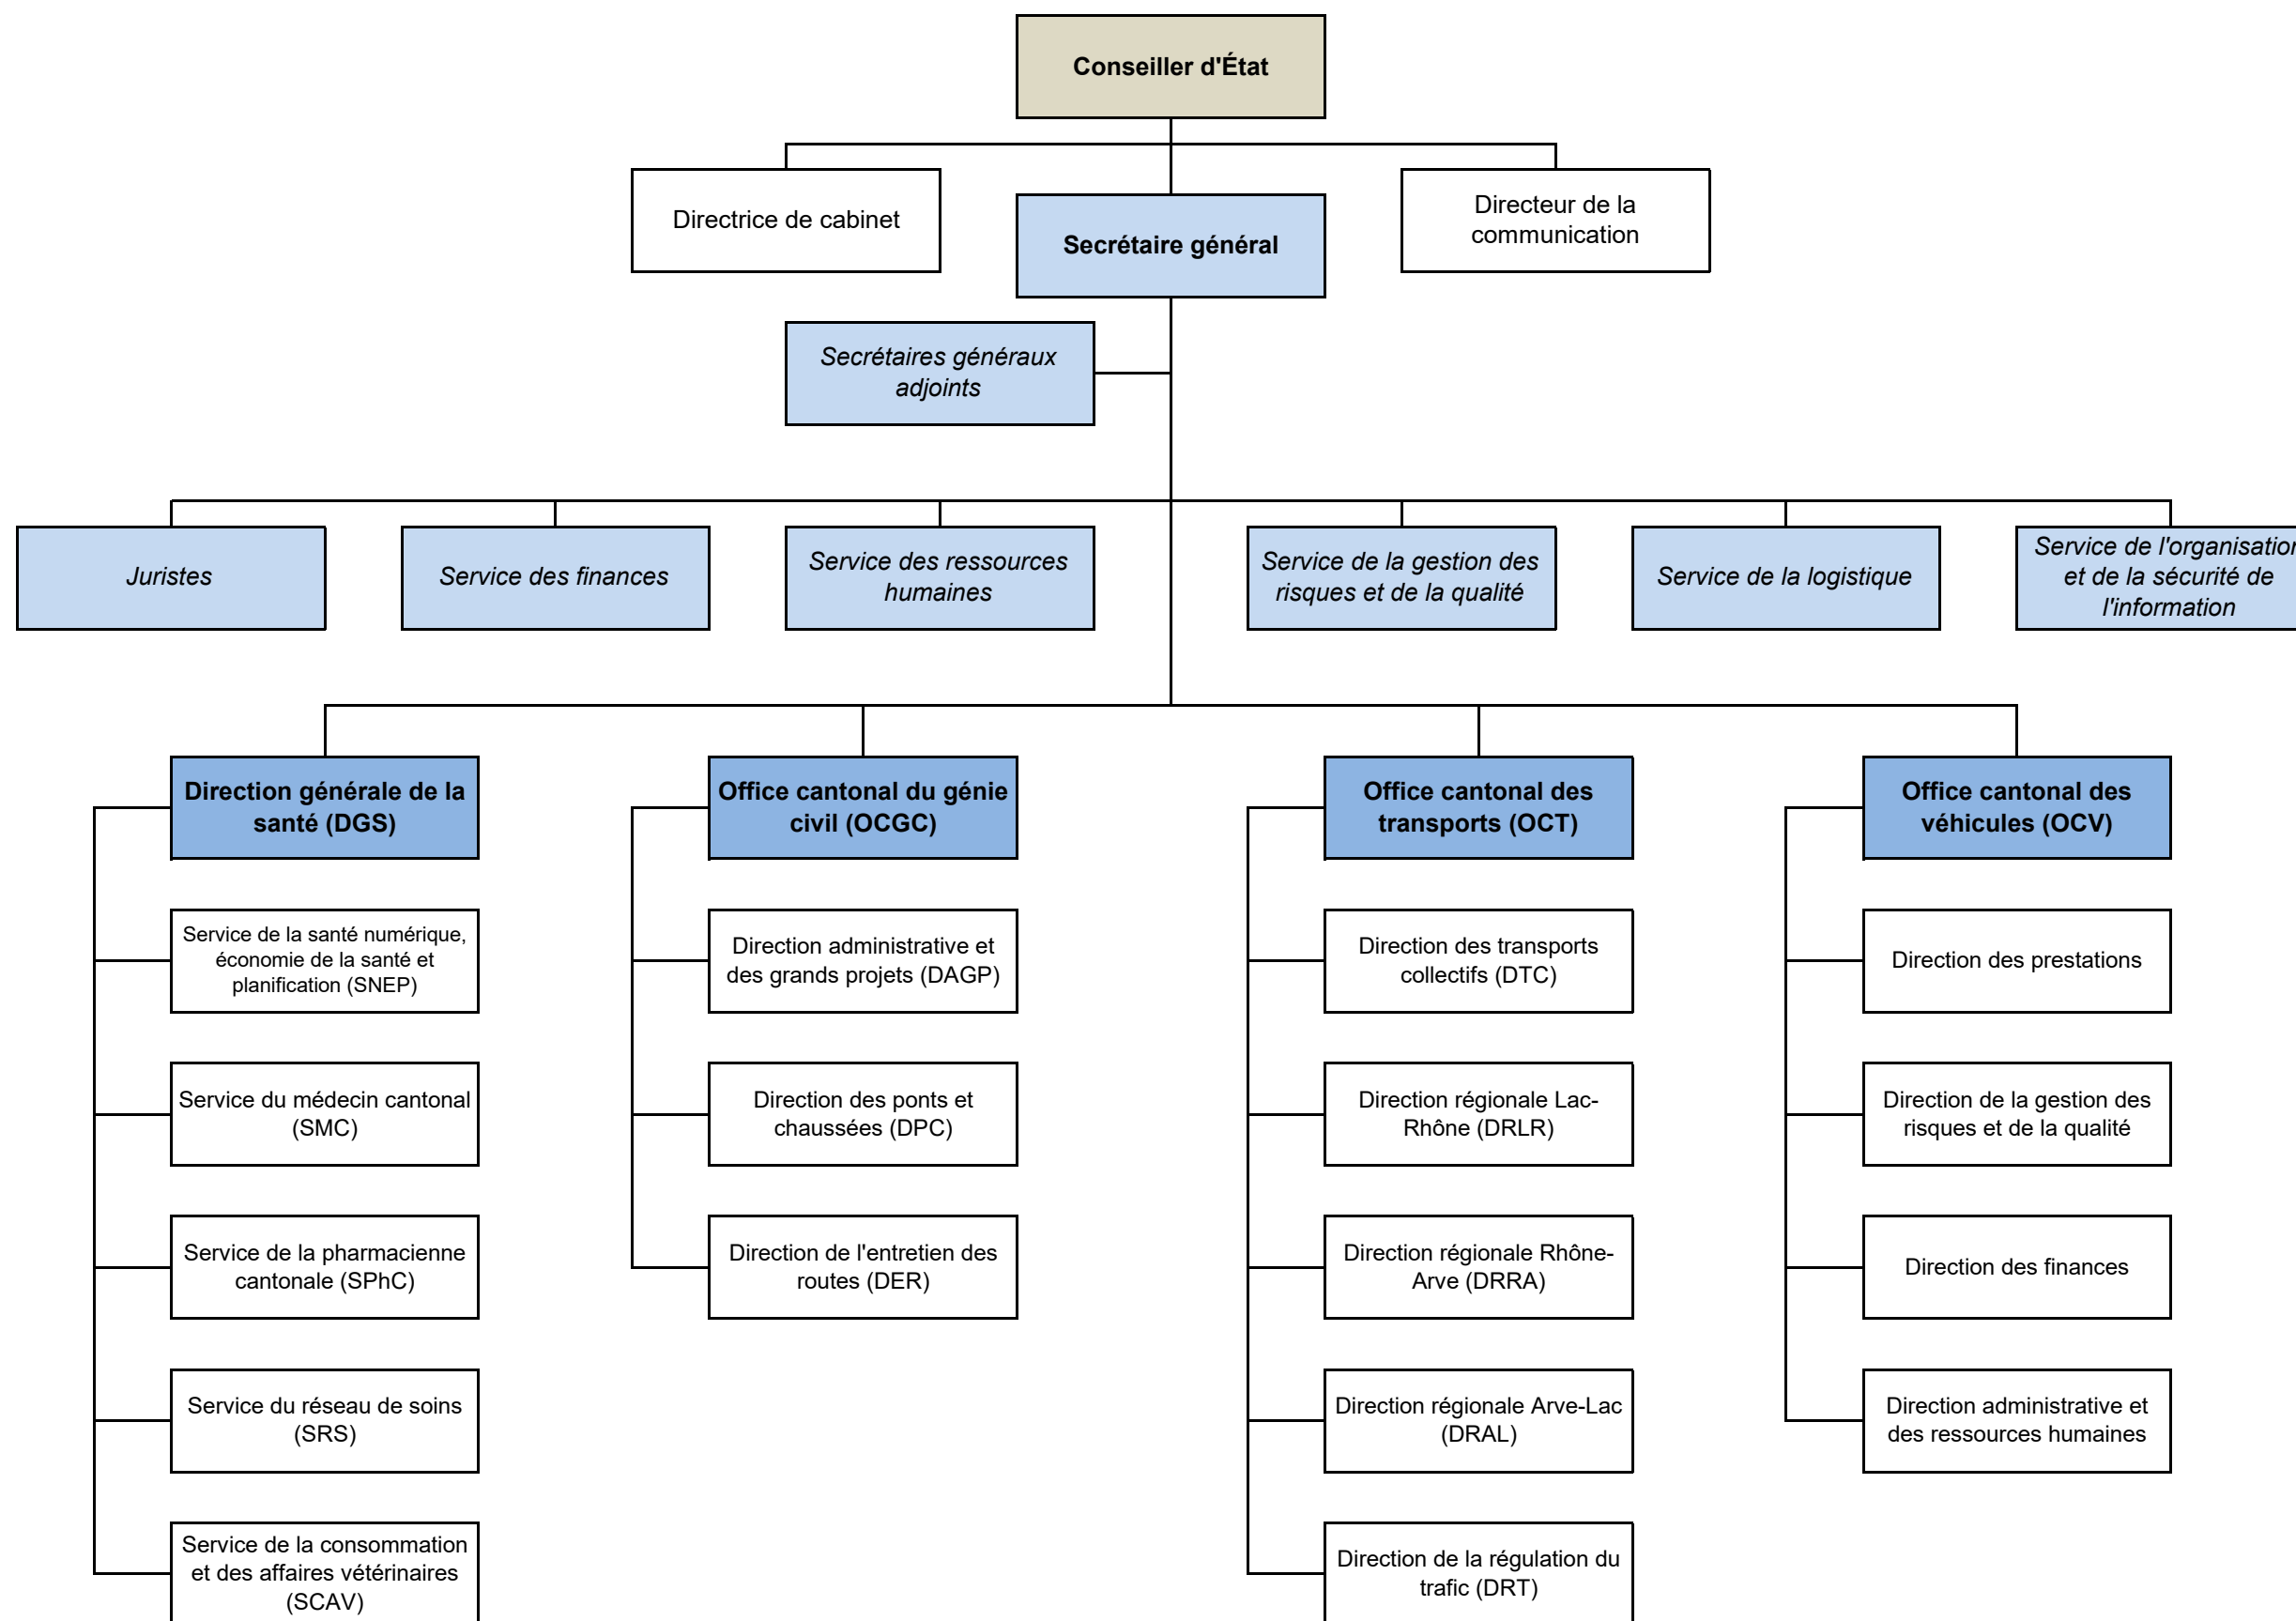 Conseiller d'État
Directrice de cabinet
Secrétaire général
Directeur de la
communication
Secrétaires généraux
adjoints
Juristes
Service des finances
Service des ressources
humaines
Service de la gestion des
risques et de la qualité
Service de la logistique
Service de l'organisation
et de la sécurité de
l'information
Direction générale de la
santé (DGS)
Service de la santé numérique,
économie de la santé et
planification (SNEP)
Service du médecin cantonal
(SMC)
Service de la pharmacienne
cantonale (SPhC)
Service du réseau de soins
(SRS)
Service de la consommation
et des affaires vétérinaires
(SCAV)
Office cantonal du génie
civil (OCGC)
Direction administrative et
des grands projets (DAGP)
Direction des ponts et
chaussées (DPC)
Direction de l'entretien des
routes (DER)
Office cantonal des
transports (OCT)
Direction des transports
collectifs (DTC)
Direction régionale Lac-
Rhône (DRLR)
Direction régionale Rhône-
Arve (DRRA)
Direction régionale Arve-Lac
(DRAL)
Direction de la régulation du
trafic (DRT)
Office cantonal des
véhicules (OCV)
Direction des prestations
Direction de la gestion des
risques et de la qualité
Direction des finances
Direction administrative et
des ressources humaines